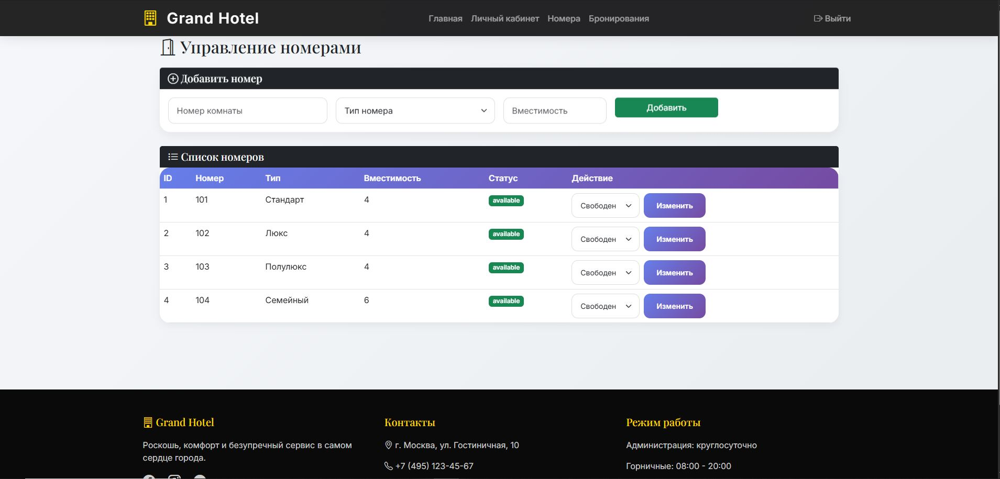 Grand Hotel
Главная Личный кабинет Номера Бронирования
Выйти
Управление номерами
Добавить номер
Номер комнаты Тип номера Вместимость Добавить
Список номеров
ID Номер Тип Вместимость Статус Действие
1 101 Стандарт 4 available Свободен Изменить
2 102 Люкс 4 available Свободен Изменить
3 103 Полулюкс 4 available Свободен Изменить
4 104 Семейный 6 available Свободен Изменить
Grand Hotel
Роскошь, комфорт и безупречный сервис в самом
сердце города.
Контакты
г. Москва, ул. Гостиничная, 10
+7 (495) 123-45-67
Режим работы
Администрация: круглосуточно
Горничные: 08:00 - 20:00